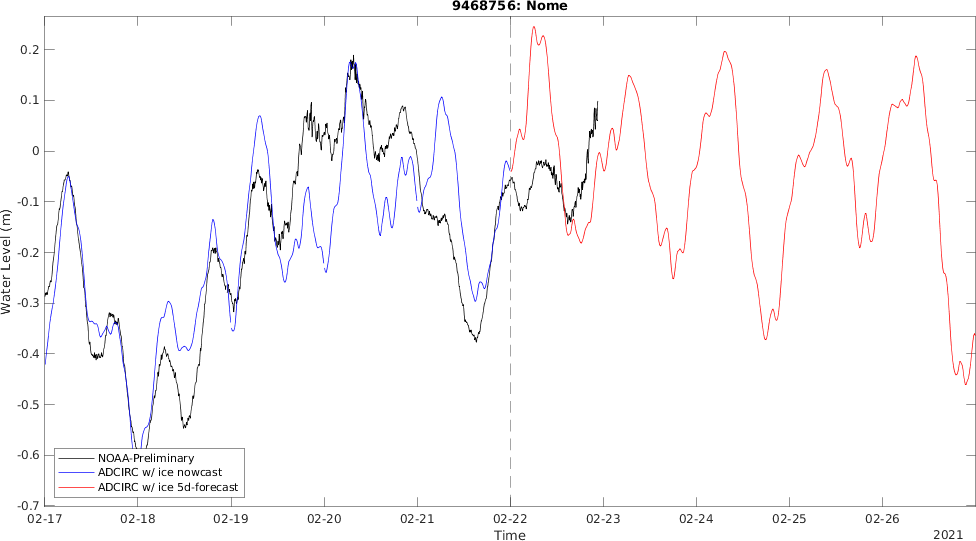 9468756: Nome
Water Level (m)
0.2
0.1
0
-0.1
-0.2
-0.3
-0.4
-0.5
-0.6
-0.7
NOAA-Preliminary
ADCIRC w/ ice nowcast
ADCIRC w/ ice 5d-forecast
02-17 02-18 02-19 02-20 02-21 02-22 02-23 02-24 02-25 02-26
Time
2021